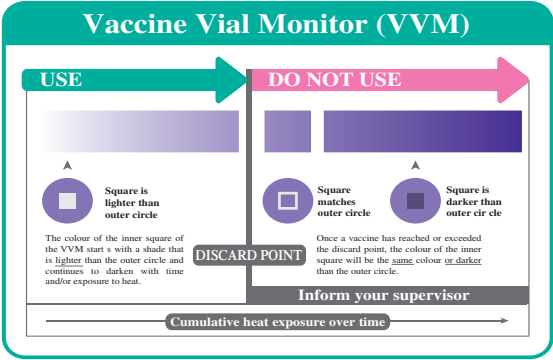 Vaccine Vial Monitor (VVM)
USE
DO NOT USE
Square is
lighter than
outer circle
Square
matches
outer circle
Square is
darker than
outer cir cle
The colour of the inner square of
the VVM start s with a shade that
is lighter than the outer circle and
continues to darken with time
and/or exposure to heat.
DISCARD POINT
Once a vaccine has reached or exceeded
the discard point, the colour of the inner
square will be the same colour or darker
than the outer circle.
Inform your supervisor
Cumulative heat exposure over time